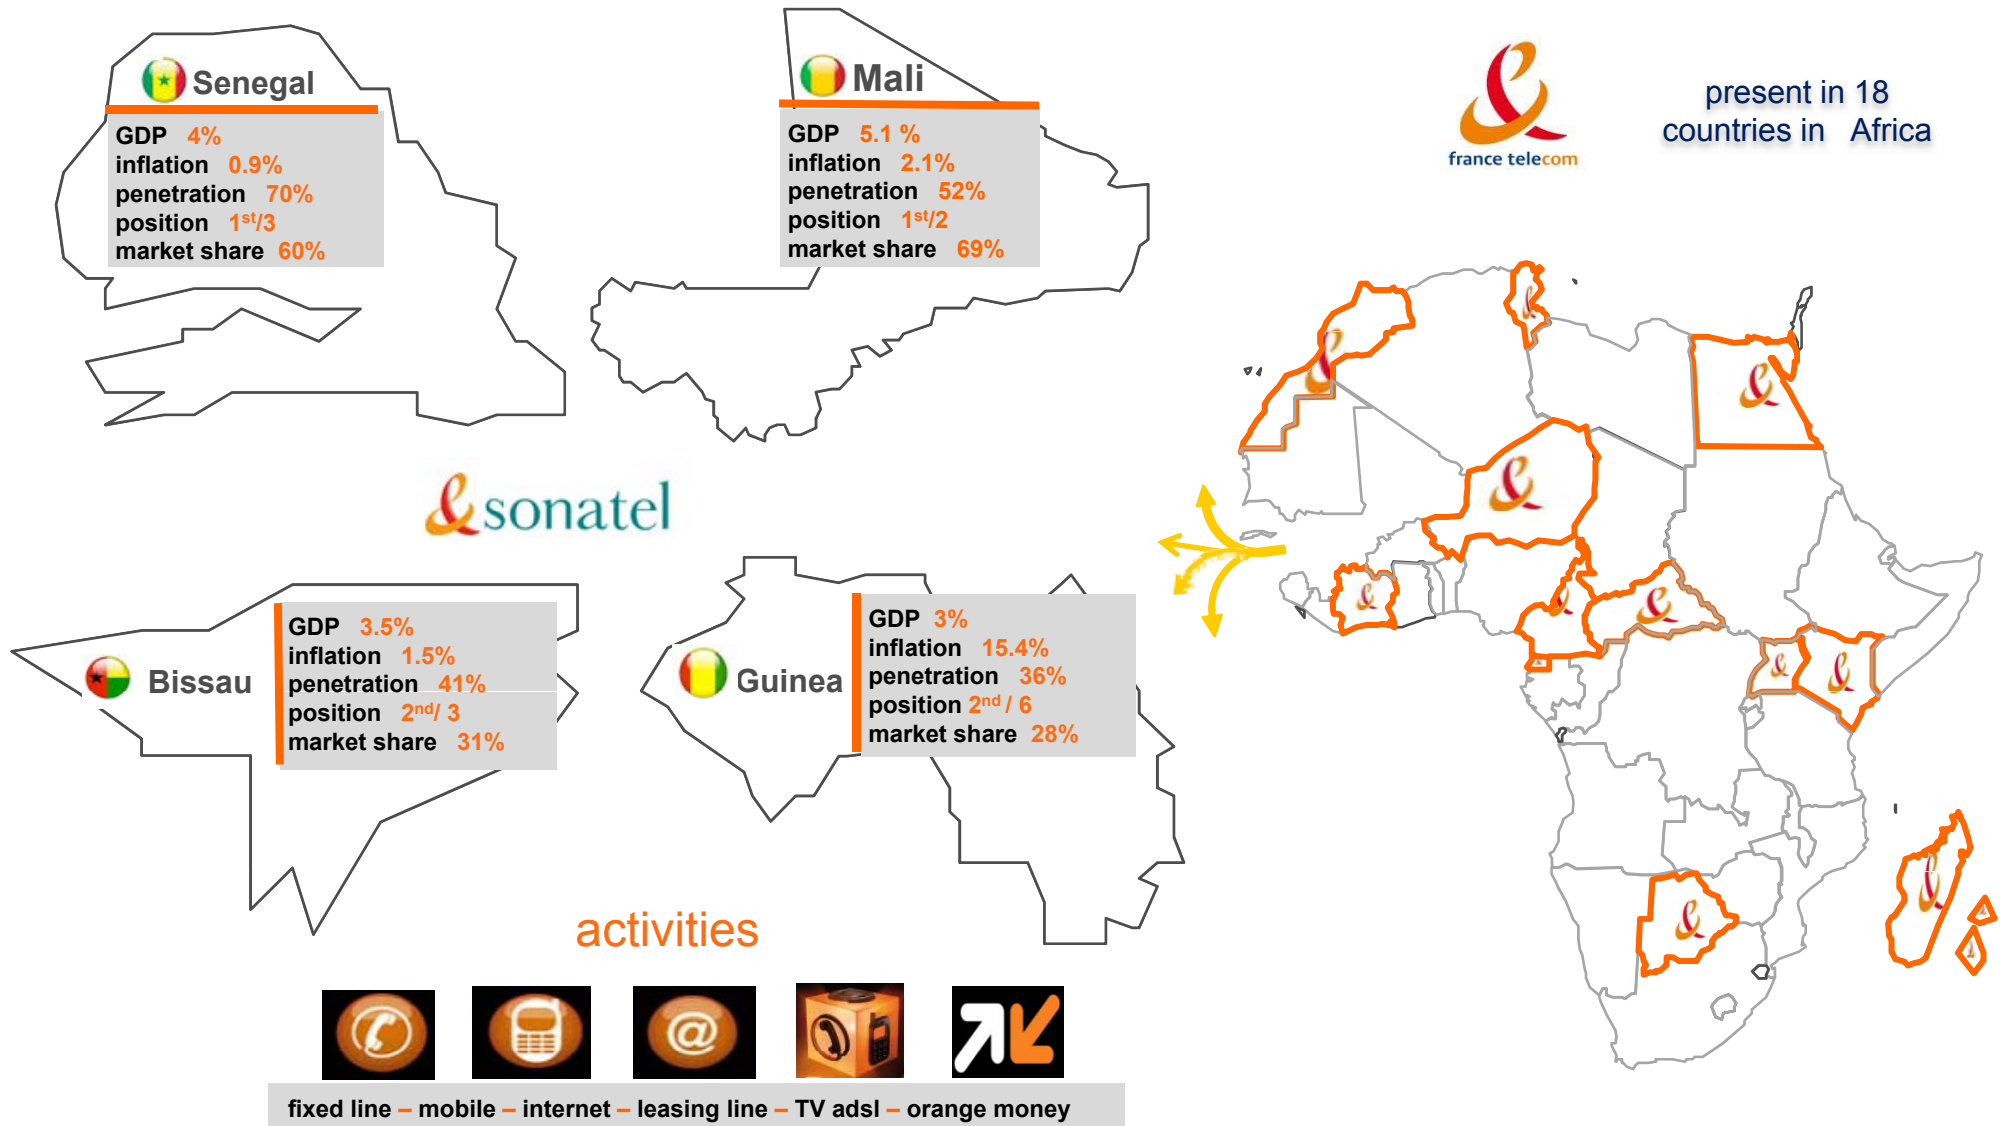 Senegal
GDP 4%
inflation 0.9%
penetration 70%
position 1st/3
market share 60%
Mali
GDP 5.1 %
inflation 2.1%
penetration 52%
position 1st/2
market share 69%
france telecom
present in 18
countries in Africa
sonatel
Bissau
GDP 3.5%
inflation 1.5%
penetration 41%
position 2nd/ 3
market share 31%
Guinea
GDP 3%
inflation 15.4%
penetration 36%
position 2nd / 6
market share 28%
activities
@
fixed line – mobile – internet – leasing line – TV adsl – orange money